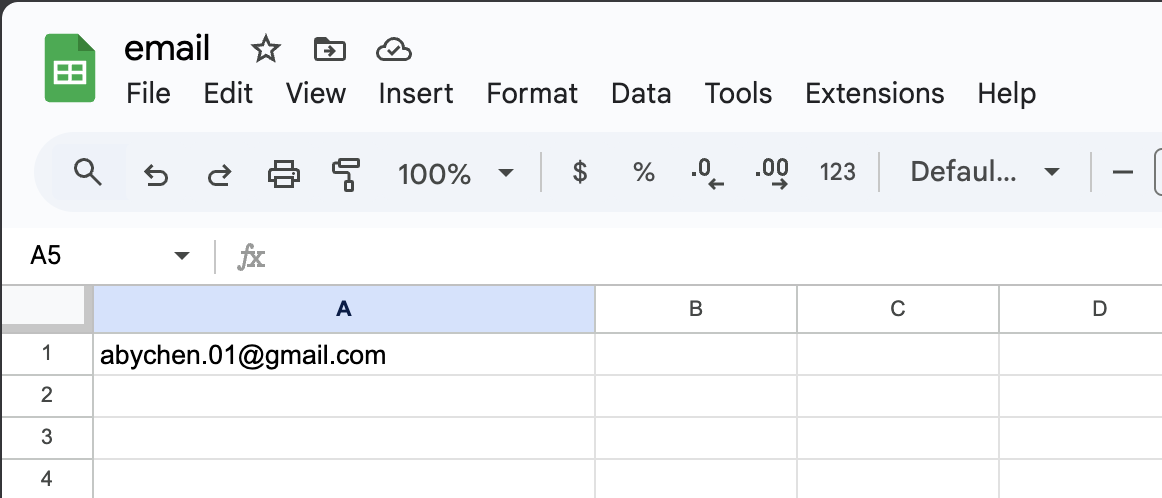 email
File Edit View Insert Format Data Tools Extensions Help
100% $ % .0 .00 123 Defaul...
A5 fx
A B C D
1 abychen.01@gmail.com
2
3
4